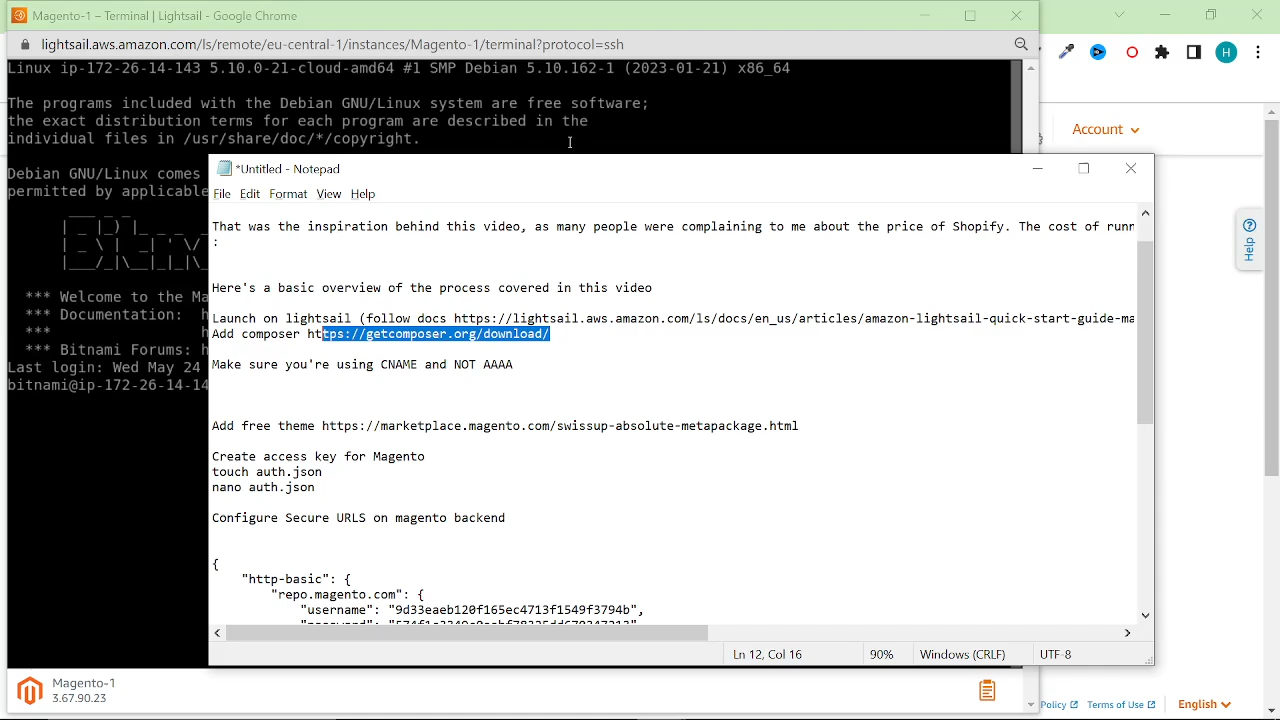 Magento-1 – Terminal | Lightsail - Google Chrome
lightsail.aws.amazon.com/ls/remote/eu-central-1/instances/Magento-1/terminal?protocol=ssh
H
Linux ip-172-26-14-143 5.10.0-21-cloud-amd64 #1 SMP Debian 5.10.162-1 (2023-01-21) x86_64
The programs included with the Debian GNU/Linux system are free software;
the exact distribution terms for each program are described in the
individual files in /usr/share/doc/*/copyright.
Account
Debian GNU/Linux comes
permitted by applicable
*** Welcome to the Ma
*** Documentation: h
*** h
*** Bitnami Forums: h
Last login: Wed May 24
bitnami@ip-172-26-14-14
*Untitled - Notepad
File Edit Format View Help
That was the inspiration behind this video, as many people were complaining to me about the price of Shopify. The cost of runn
:
Here's a basic overview of the process covered in this video
Launch on lightsail (follow docs https://lightsail.aws.amazon.com/ls/docs/en_us/articles/amazon-lightsail-quick-start-guide-ma
Add composer https://getcomposer.org/download/
Make sure you're using CNAME and NOT AAAA
Add free theme https://marketplace.magento.com/swissup-absolute-metapackage.html
Create access key for Magento
touch auth.json
nano auth.json
Configure Secure URLS on magento backend
{
"http-basic": {
"repo.magento.com": {
"username": "9d33eaeb120f165ec4713f1549f3794b",
Ln 12, Col 16 90% Windows (CRLF) UTF-8
Help
Magento-1
3.67.90.23
Policy Terms of Use English